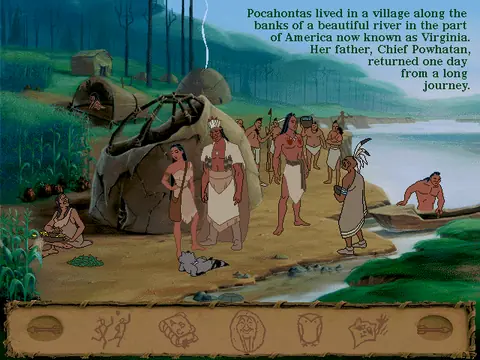 Pocahontas lived in a village along the
banks of a beautiful river in the part
of America now known as Virginia.
Her father, Chief Powhatan,
returned one day
from a long
journey.